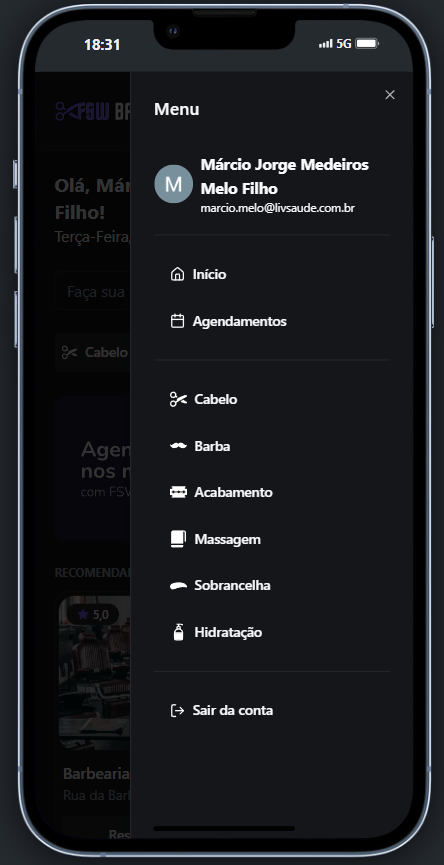 18:31
5G
FSW BA
Menu
M
Márcio Jorge Medeiros
Melo Filho
marcio.melo@livsaude.com.br
Olá, Már
Filho!
Terça-Feira,
Faça sua
Início
Agendamentos
Cabelo
Cabelo
Barba
Acabamento
Massagem
Sobrancelha
Hidratação
Agen
nos n
com FSW
RECOMENDA
5,0
Sair da conta
Barbearia
Rua da Bar
Res